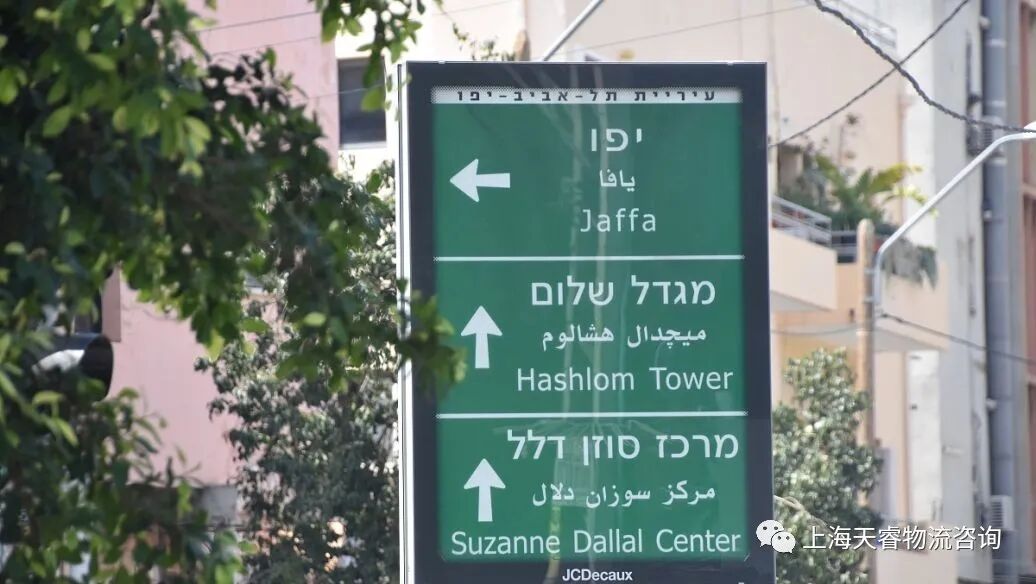 עיריית תל-אביב-יפו
יפו
يافا
Jaffa
מגדל שלום
ميچدال هشالوم
Hashlom Tower
מרכז סוזן דלל
مركز سوزان دلال
Suzanne Dallal Center
JCDecaux
上海天睿物流咨询